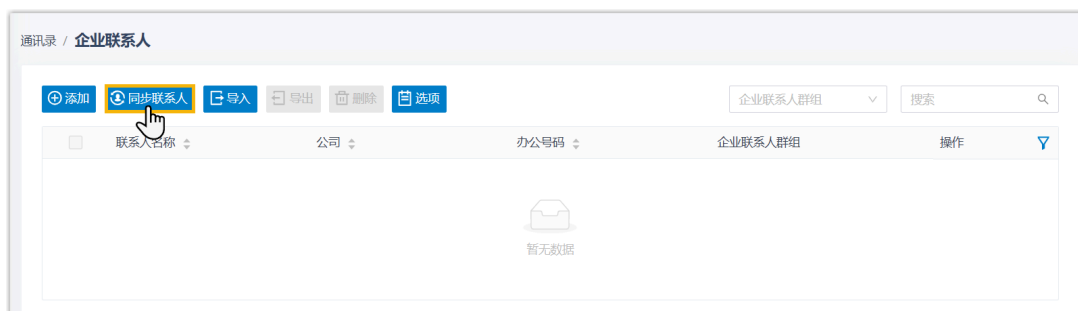 通讯录 / 企业联系人
添加 同步联系人 导入 导出 删除 选项 企业联系人群组 搜索
联系人名称 公司 办公号码 企业联系人群组 操作
暂无数据